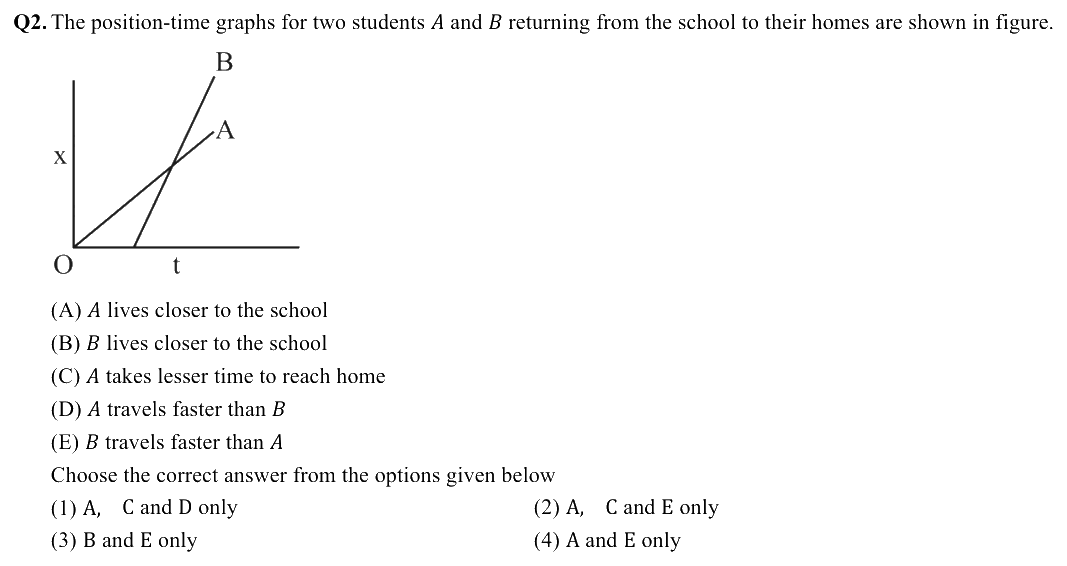 Q2. The position-time graphs for two students A and B returning from the school to their homes are shown in figure.
B
A
x
O
t
(A) A lives closer to the school
(B) B lives closer to the school
(C) A takes lesser time to reach home
(D) A travels faster than B
(E) B travels faster than A
Choose the correct answer from the options given below
(1) A, C and D only (2) A, C and E only
(3) B and E only (4) A and E only